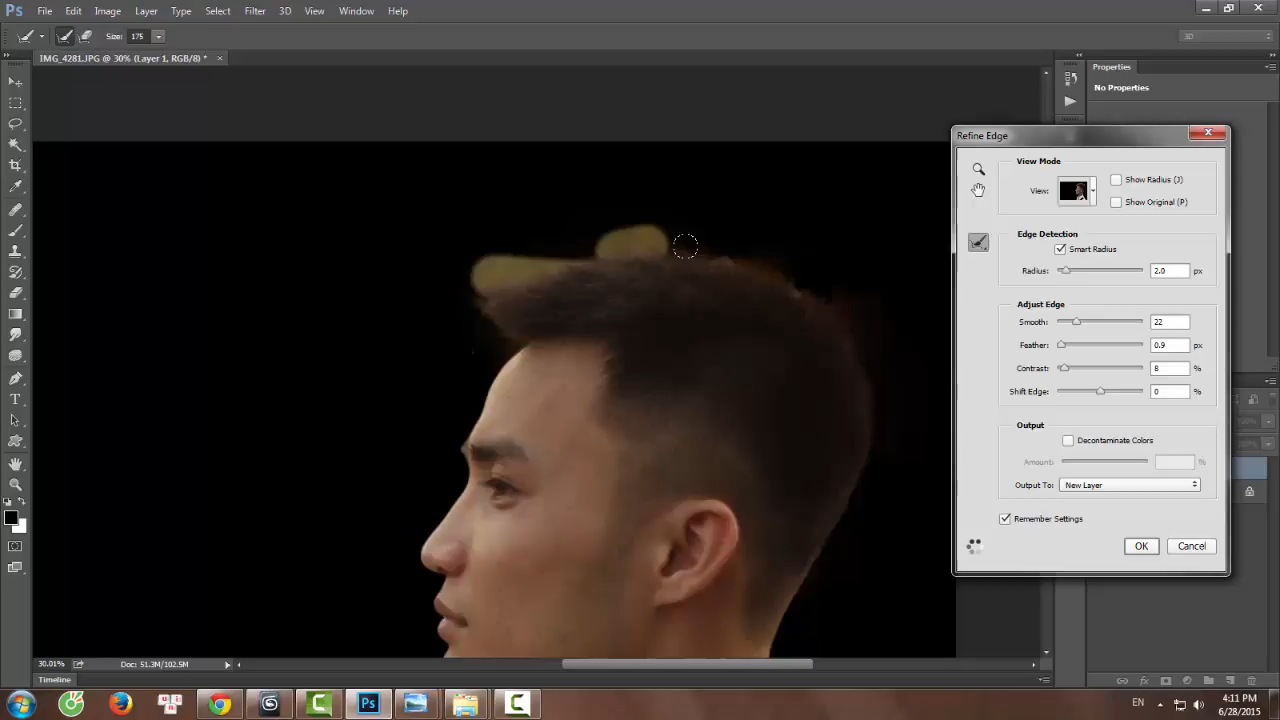 Ps File Edit Image Layer Type Select Filter 3D View Window Help
Size: 175 3D
IMG_4281.JPG @ 30% (Layer 1, RGB/8) * ×
Properties
No Properties
Refine Edge
View Mode
View:
Show Radius (J)
Show Original (P)
Edge Detection
Smart Radius
Radius: 2.0 px
Adjust Edge
Smooth: 22
Feather: 0.9 px
Contrast: 8 %
Shift Edge: 0 %
Output
Decontaminate Colors
Amount: %
Output To: New Layer
Remember Settings
OK Cancel
30.01% Doc: 51.3M/102.5M
Timeline
Ps EN 4:11 PM
6/28/2015